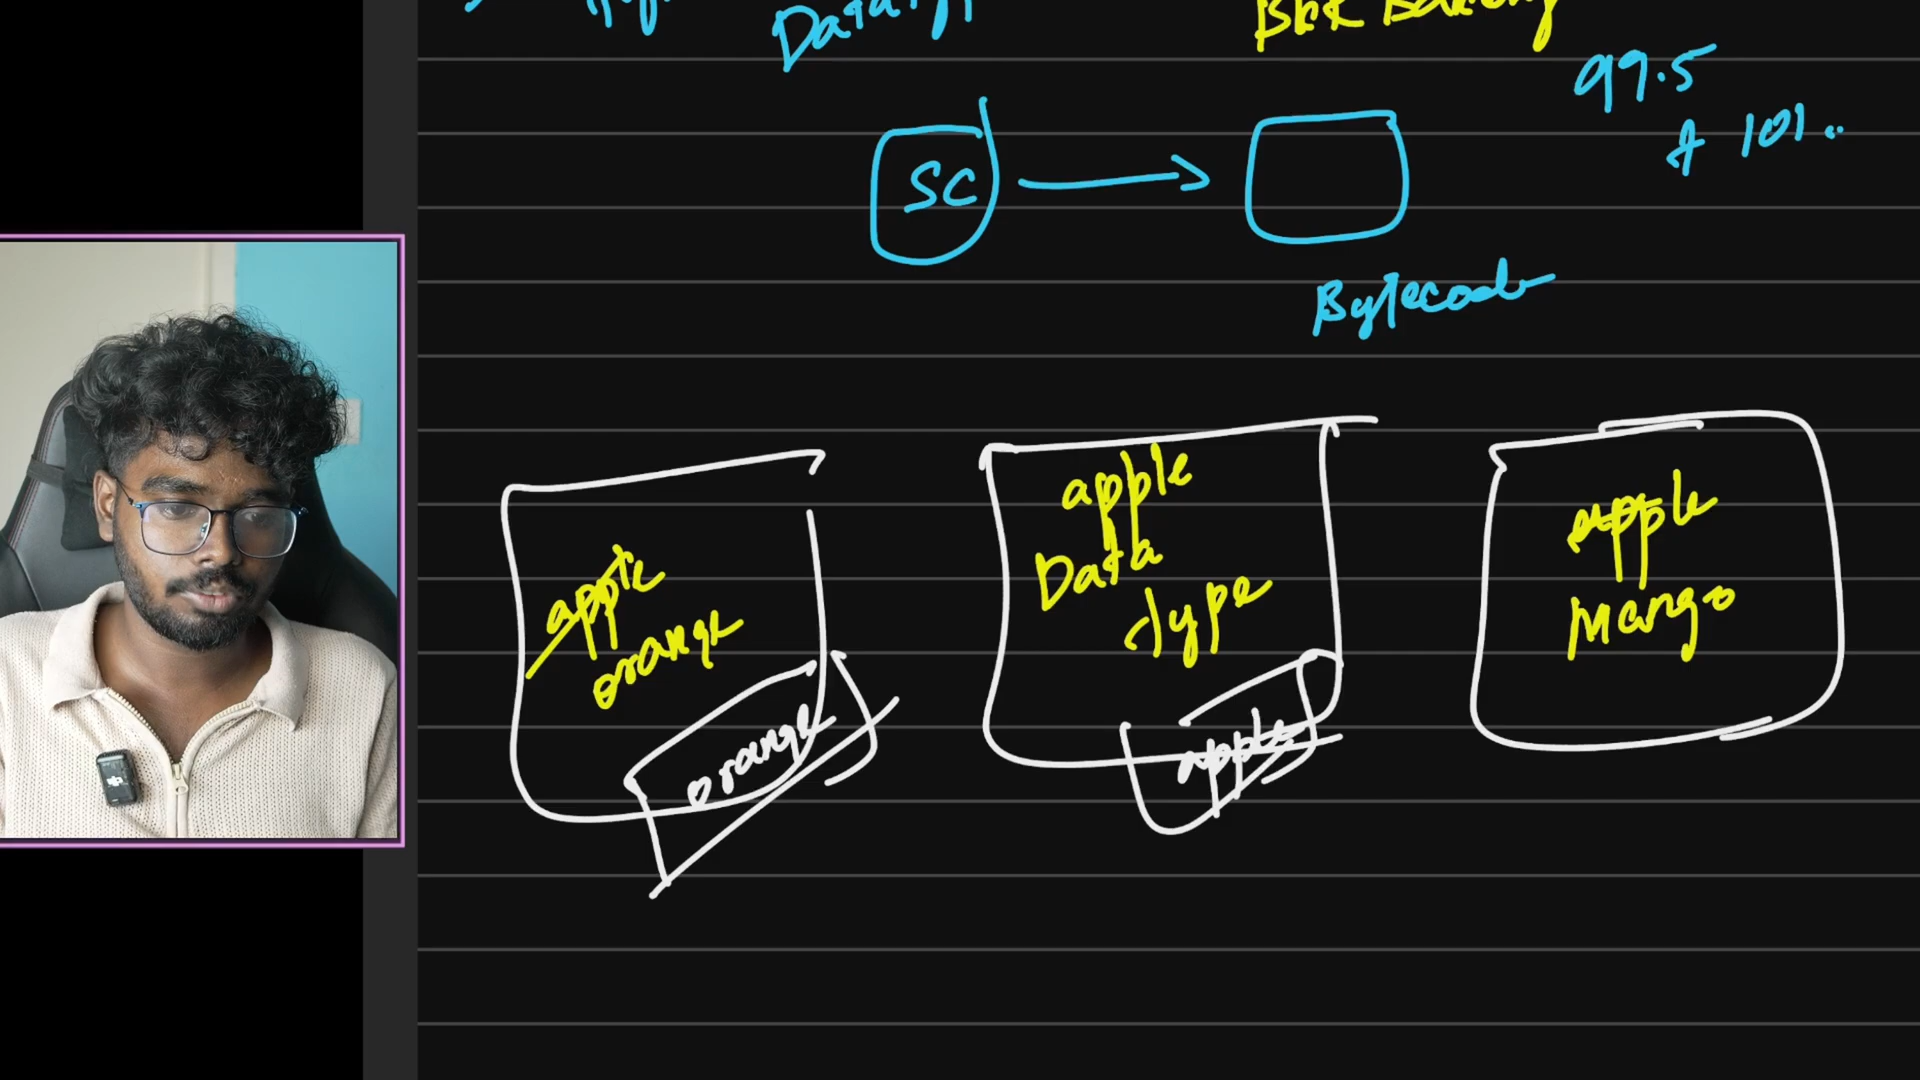 99.5
101..
SC
Bytecode
apple
orange
orange
apple
Data
type
apple
apple
Mango